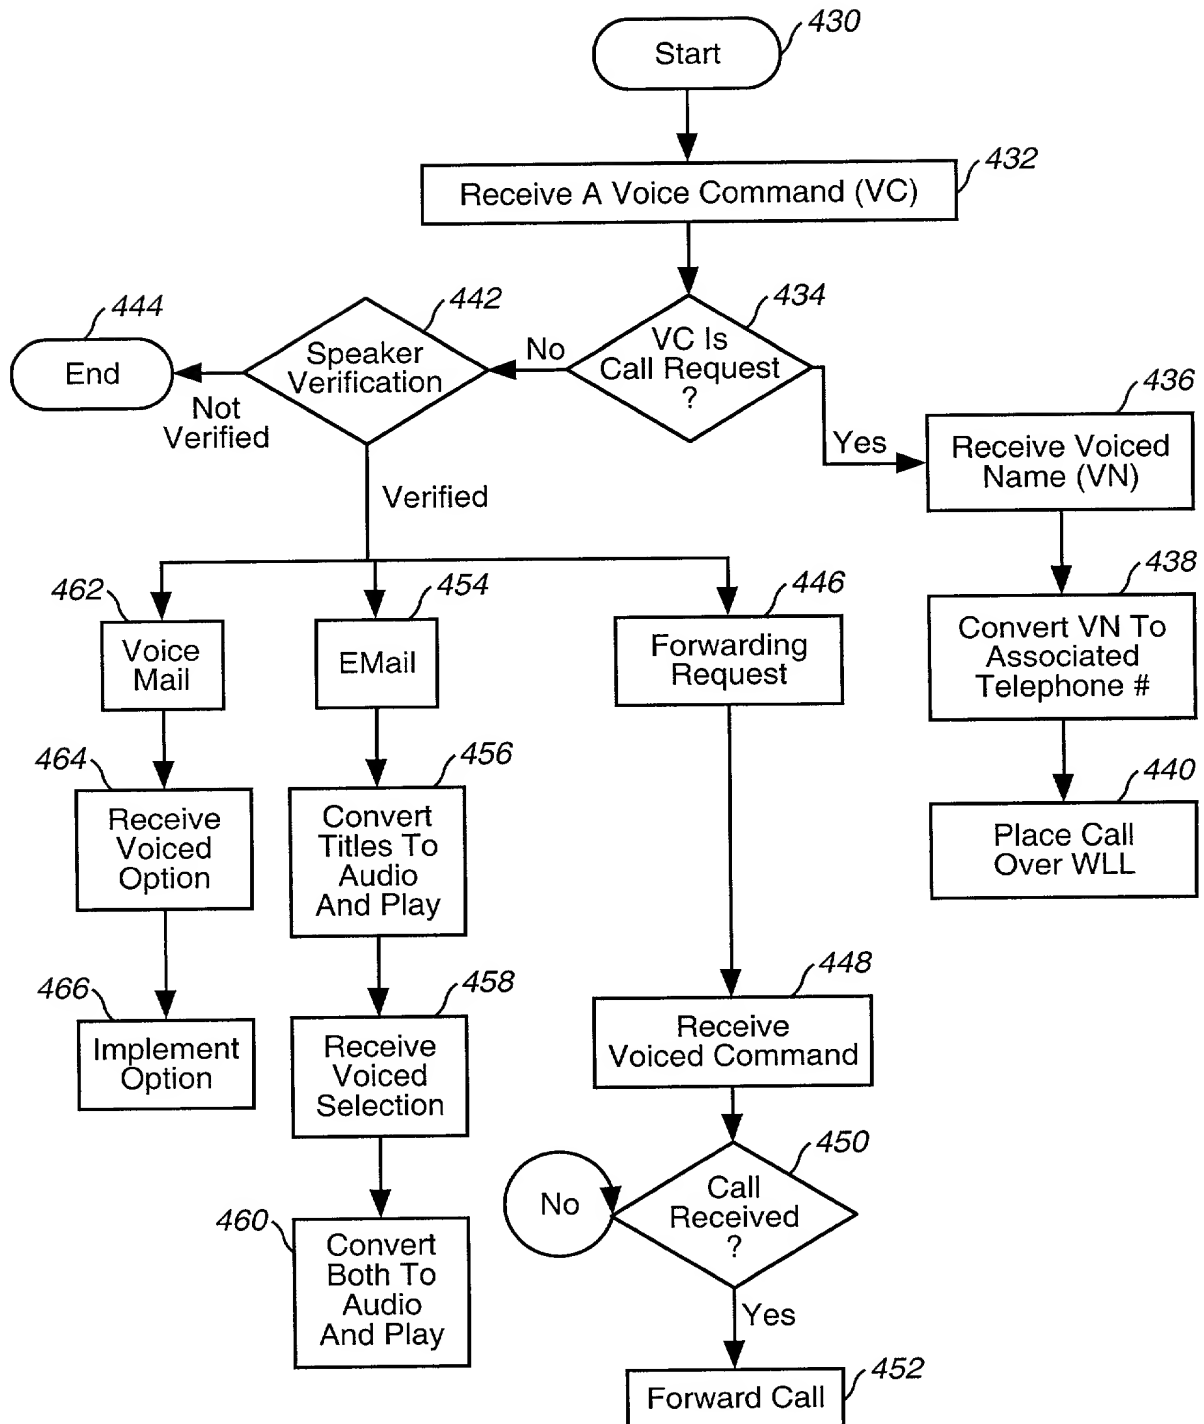 430
Start
432
Receive A Voice Command (VC)
434
VC Is
Call Request
?
No
442
Speaker
Verification
444
End
Not
Verified
Yes
436
Receive Voiced
Name (VN)
438
Convert VN To
Associated
Telephone #
440
Place Call
Over WLL
Verified
462
Voice
Mail
464
Receive
Voiced
Option
466
Implement
Option
454
EMail
456
Convert
Titles To
Audio
And Play
458
Receive
Voiced
Selection
460
Convert
Both To
Audio
And Play
446
Forwarding
Request
448
Receive
Voiced Command
450
Call
Received
?
No
Yes
452
Forward Call